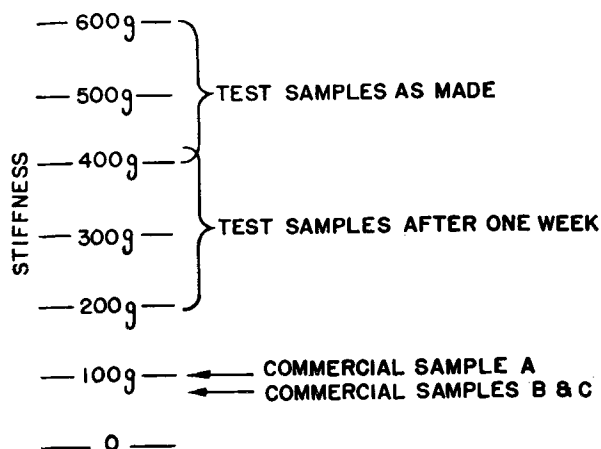 600g
500g
TEST SAMPLES AS MADE
400g
STIFFNESS
300g
TEST SAMPLES AFTER ONE WEEK
200g
100g
COMMERCIAL SAMPLE A
COMMERCIAL SAMPLES B & C
0